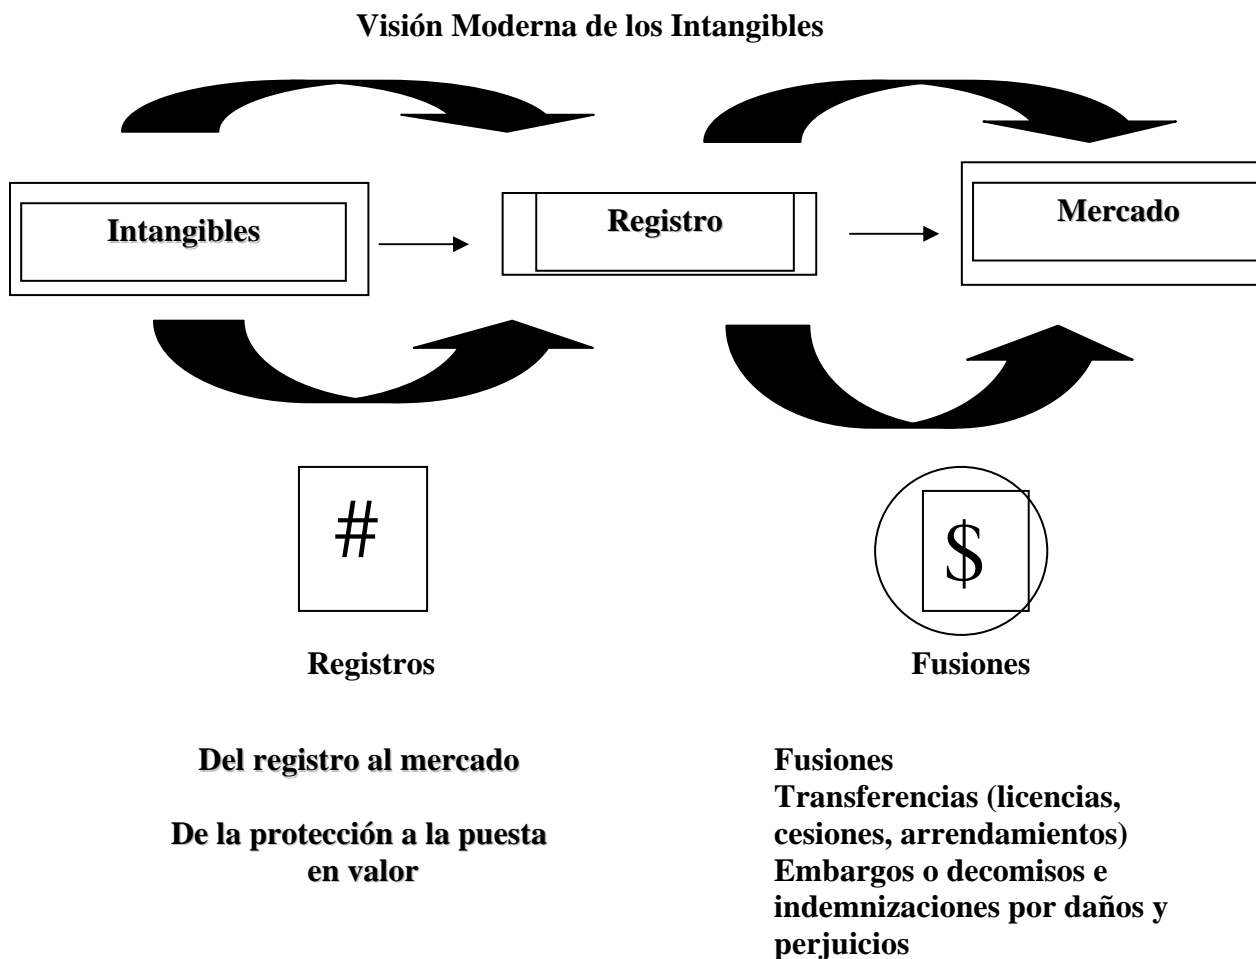 Visión Moderna de los Intangibles
Intangibles
Registro
Mercado
#
$
Registros
Fusiones
Del registro al mercado
De la protección a la puesta
en valor
Fusiones
Transferencias (licencias,
cesiones, arrendamientos)
Embargos o decomisos e
indemnizaciones por daños y
perjuicios